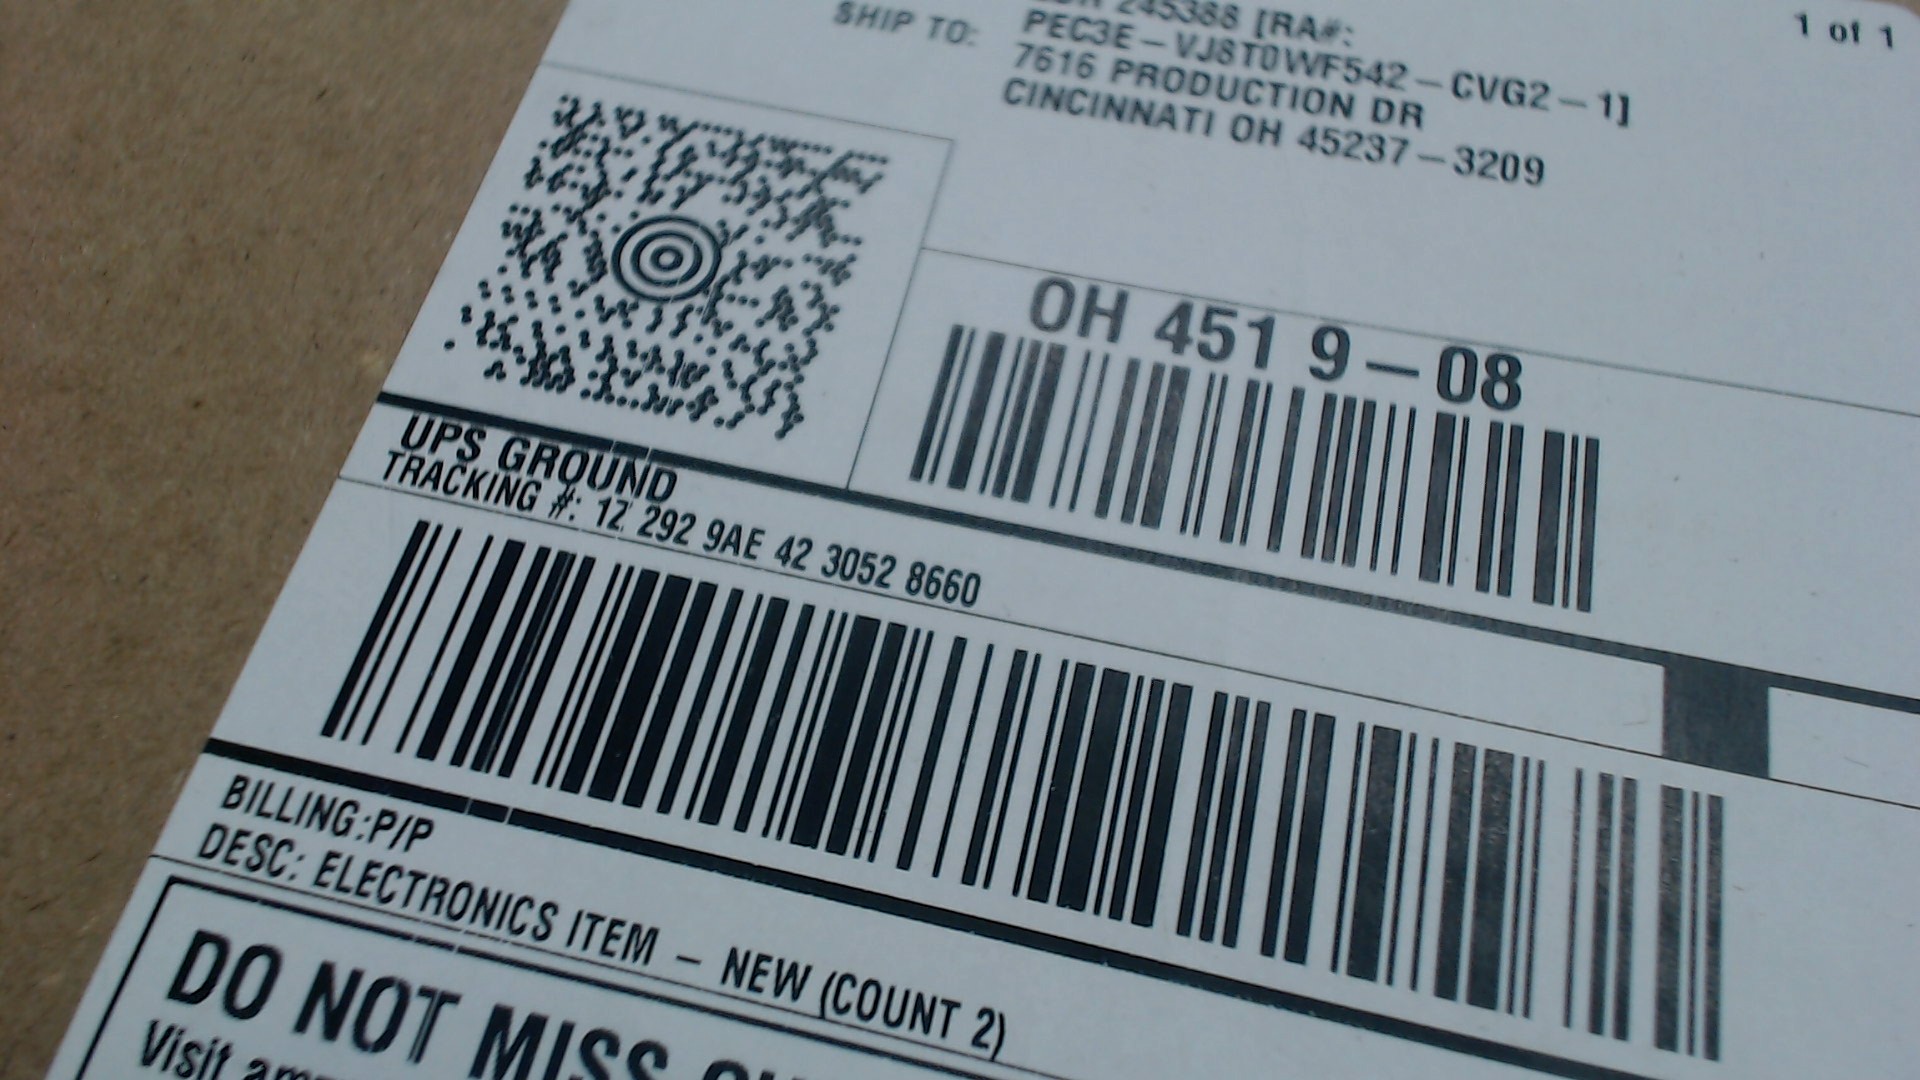 245388 [RA#:
SHIP TO: PEC3E-VJ8T0WF542-CVG2-1]
7616 PRODUCTION DR
CINCINNATI OH 45237-3209
1 of 1
OH 451 9-08
UPS GROUND
TRACKING #: 1Z 292 9AE 42 3052 8660
BILLING:P/P
DESC: ELECTRONICS ITEM - NEW (COUNT 2)
DO NOT MISS
Visit